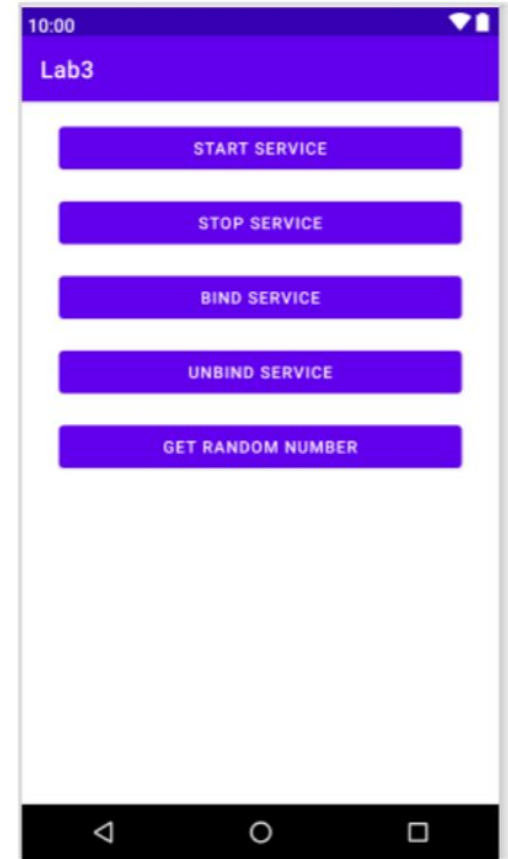 10:00
Lab3
START SERVICE
STOP SERVICE
BIND SERVICE
UNBIND SERVICE
GET RANDOM NUMBER